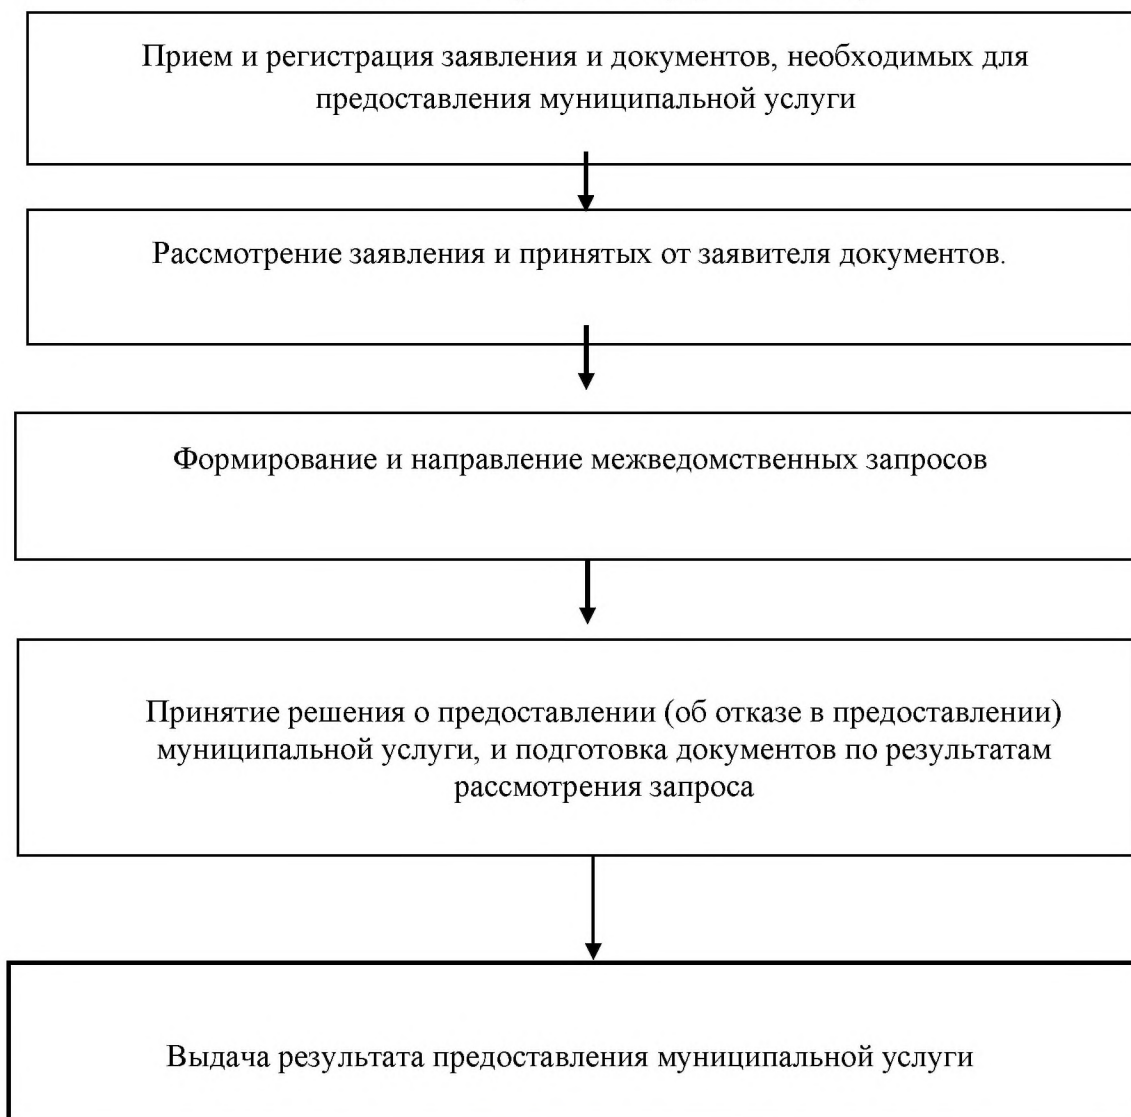 Прием и регистрация заявления и документов, необходимых для
предоставления муниципальной услуги
Рассмотрение заявления и принятых от заявителя документов.
Формирование и направление межведомственных запросов
Принятие решения о предоставлении (об отказе в предоставлении)
муниципальной услуги, и подготовка документов по результатам
рассмотрения запроса
Выдача результата предоставления муниципальной услуги